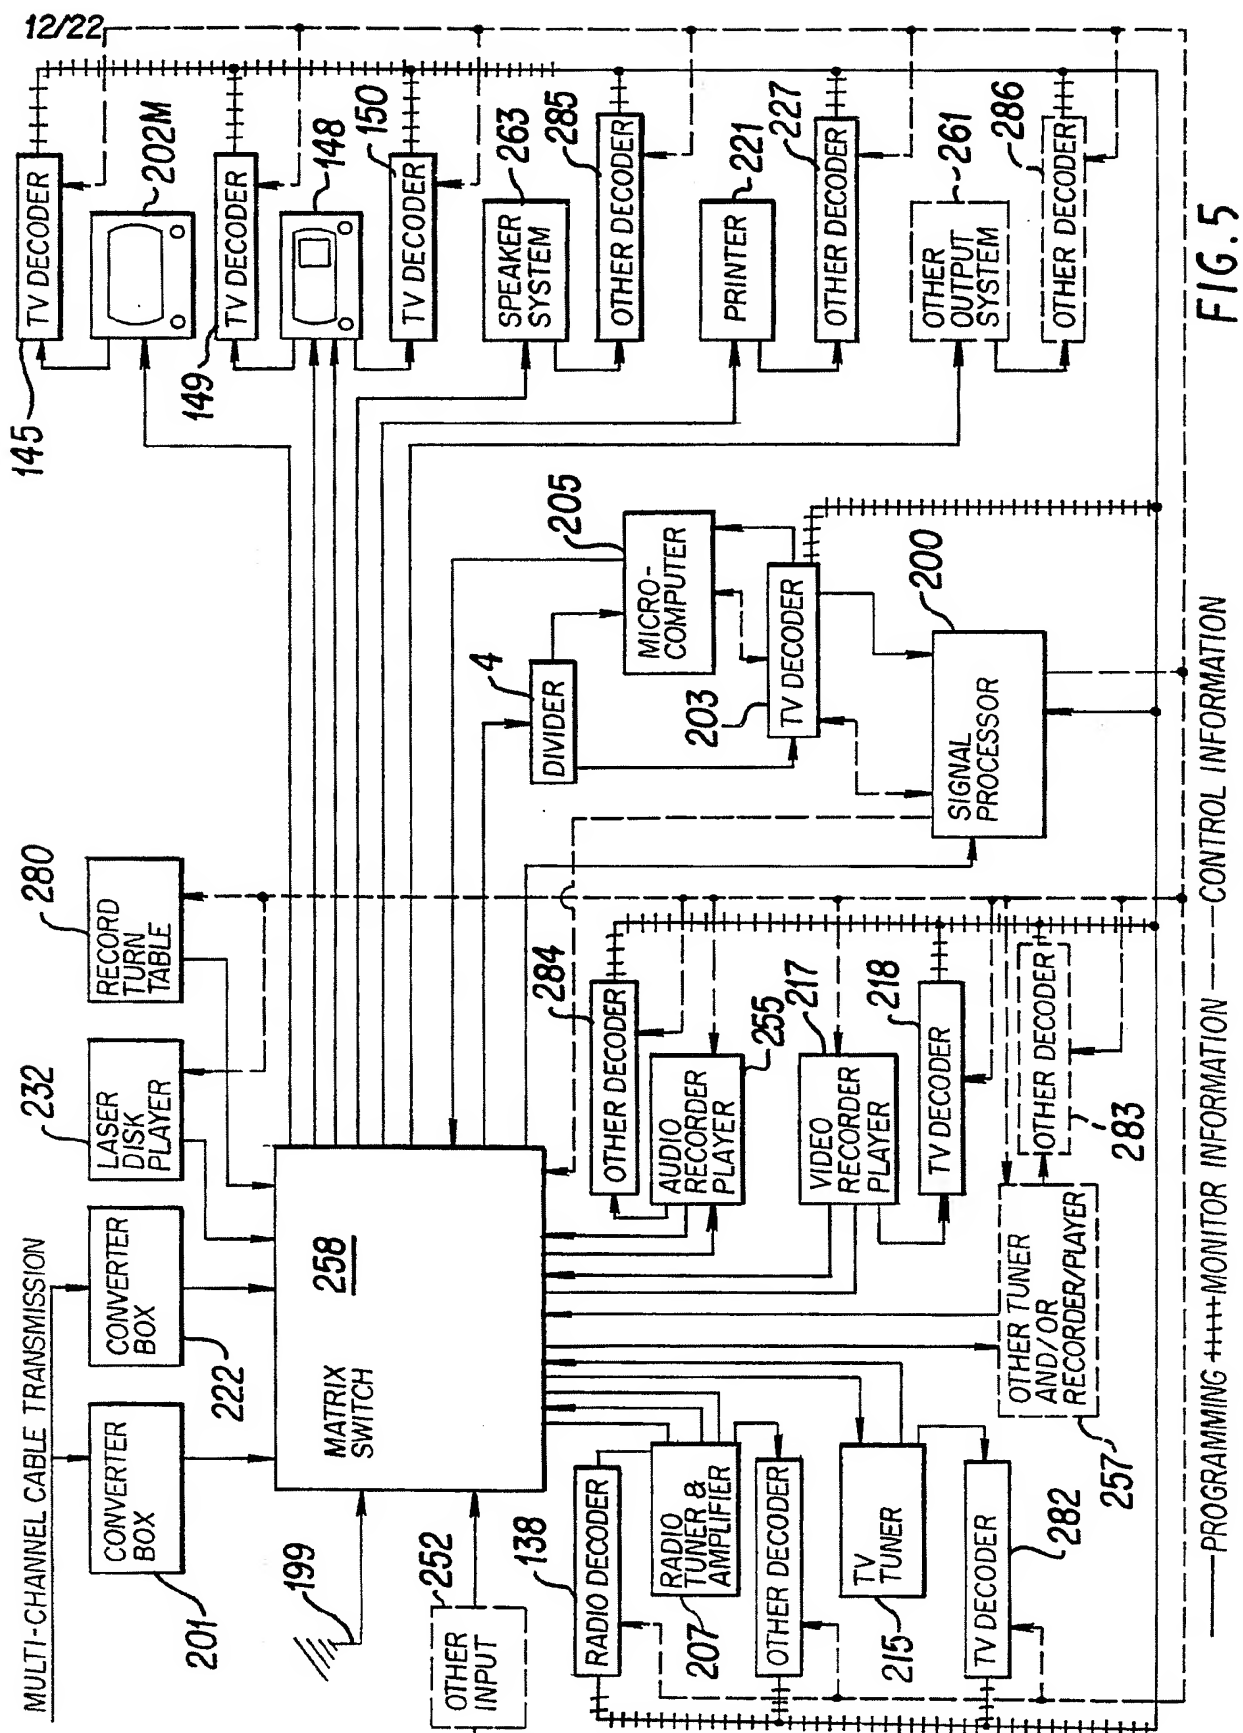 12/22
MULTI-CHANNEL CABLE TRANSMISSION
CONVERTER
BOX
201
CONVERTER
BOX
222
LASER
DISK
PLAYER
232
RECORD
TURN
TABLE
280
199
OTHER
INPUT
252
MATRIX
SWITCH
258
145
TV DECODER
202M
149
TV DECODER
148
TV DECODER
150
SPEAKER
SYSTEM
263
OTHER DECODER
285
PRINTER
221
OTHER DECODER
227
OTHER
OUTPUT
SYSTEM
261
OTHER DECODER
286
DIVIDER
4
MICRO-
COMPUTER
205
TV DECODER
203
SIGNAL
PROCESSOR
200
OTHER DECODER
284
AUDIO
RECORDER
PLAYER
255
VIDEO
RECORDER
PLAYER
217
TV DECODER
218
OTHER DECODER
283
OTHER TUNER
AND/OR
RECORDER/PLAYER
257
RADIO DECODER
138
RADIO
TUNER &
AMPLIFIER
207
OTHER DECODER
TV
TUNER
215
TV DECODER
282
PROGRAMMING MONITOR INFORMATION CONTROL INFORMATION
FIG. 5